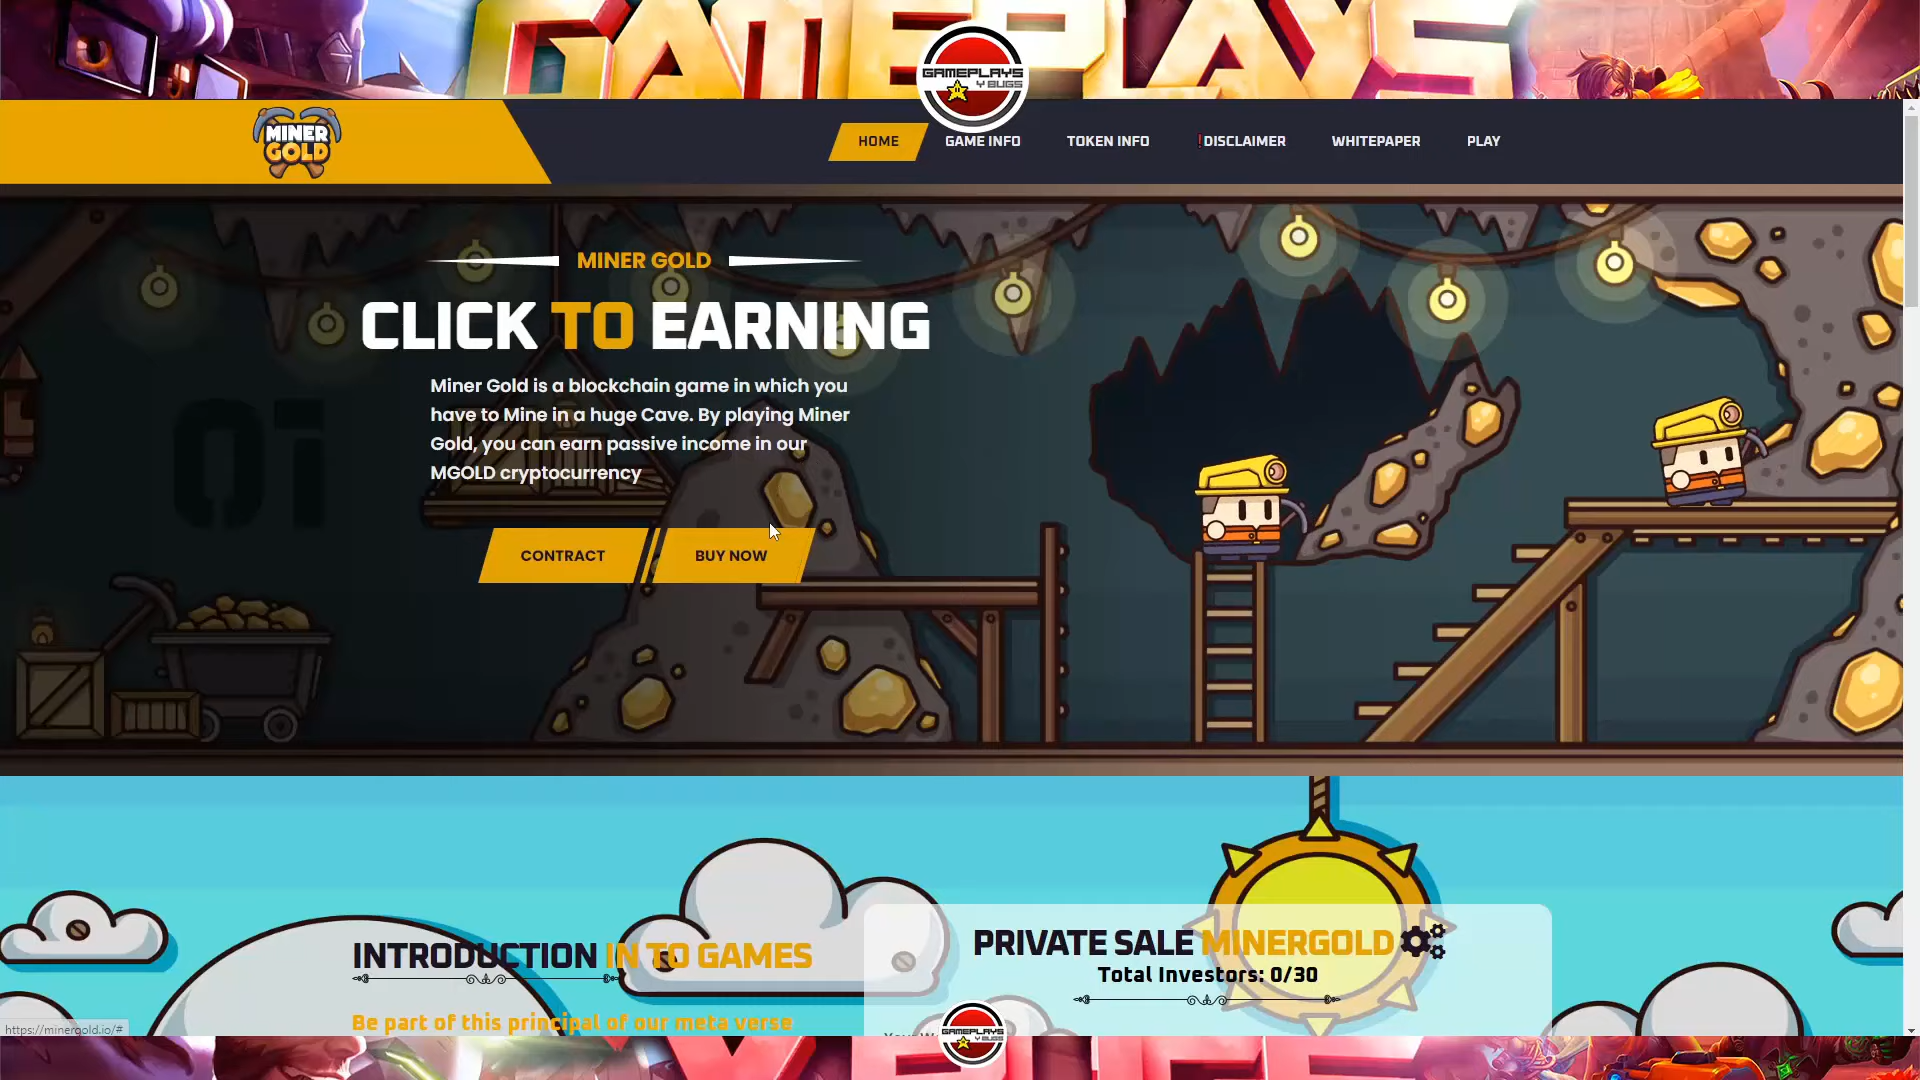 GAMEPLAYS
GAMEPLAYS
Y BUGS
MINER
GOLD
HOME
GAME INFO
TOKEN INFO
❗DISCLAIMER
WHITEPAPER
PLAY
MINER GOLD
CLICK TO EARNING
01
Miner Gold is a blockchain game in which you
have to Mine in a huge Cave. By playing Miner
Gold, you can earn passive income in our
MGOLD cryptocurrency
CONTRACT
BUY NOW
INTRODUCTION IN TO GAMES
Be part of this principal of our meta verse
PRIVATE SALE MINERGOLD
Total Investors: 0/30
https://minergold.io/#
GAMEPLAYS
Y BUGS